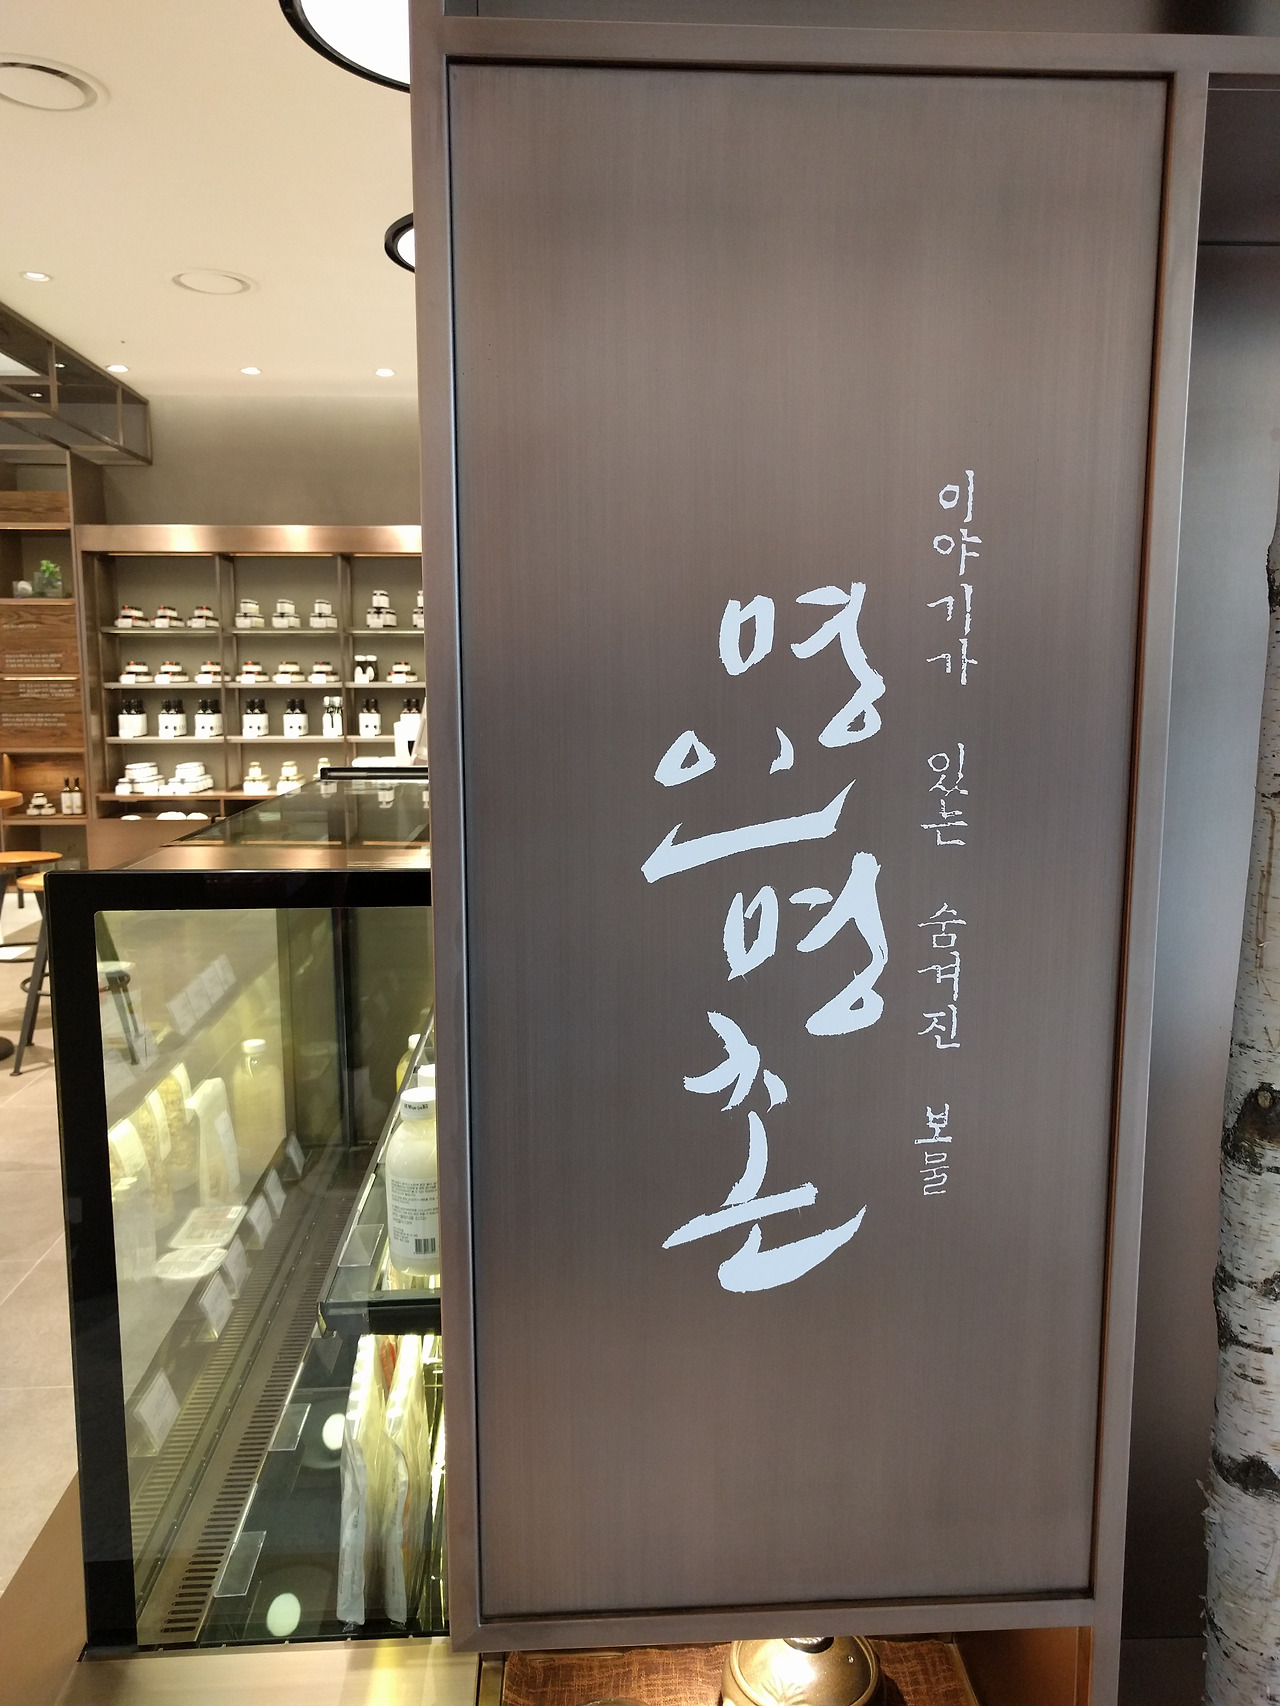 이야기가 있는 숨겨진 보물
명인명촌